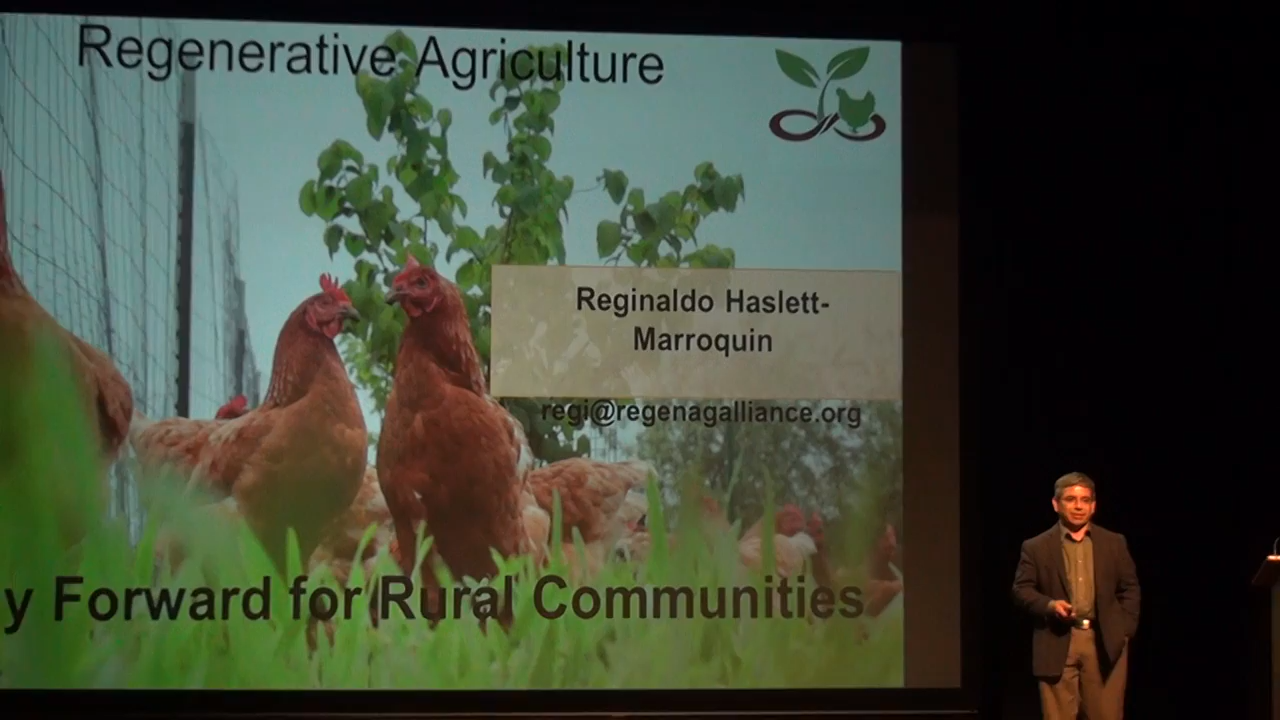 Regenerative Agriculture
Reginaldo Haslett-
Marroquin
regi@regenagalliance.org
y Forward for Rural Communities